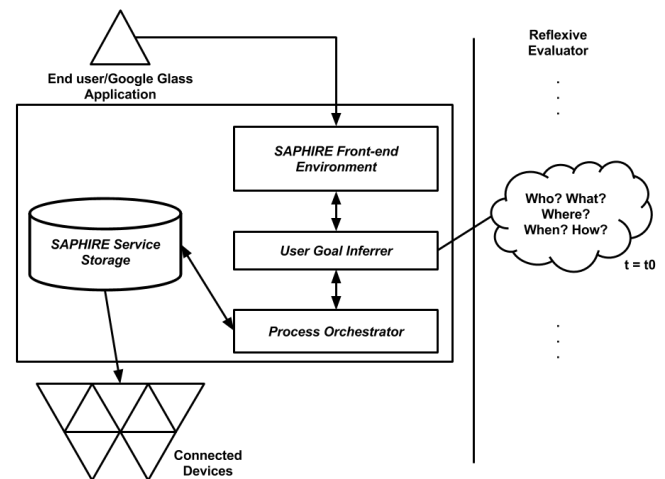 Reflexive
Evaluator
End user/Google Glass
Application
SAPHIRE Front-end
Environment
Who? What?
Where?
When? How?
t = t0
SAPHIRE Service
Storage
User Goal Inferrer
Process Orchestrator
Connected
Devices